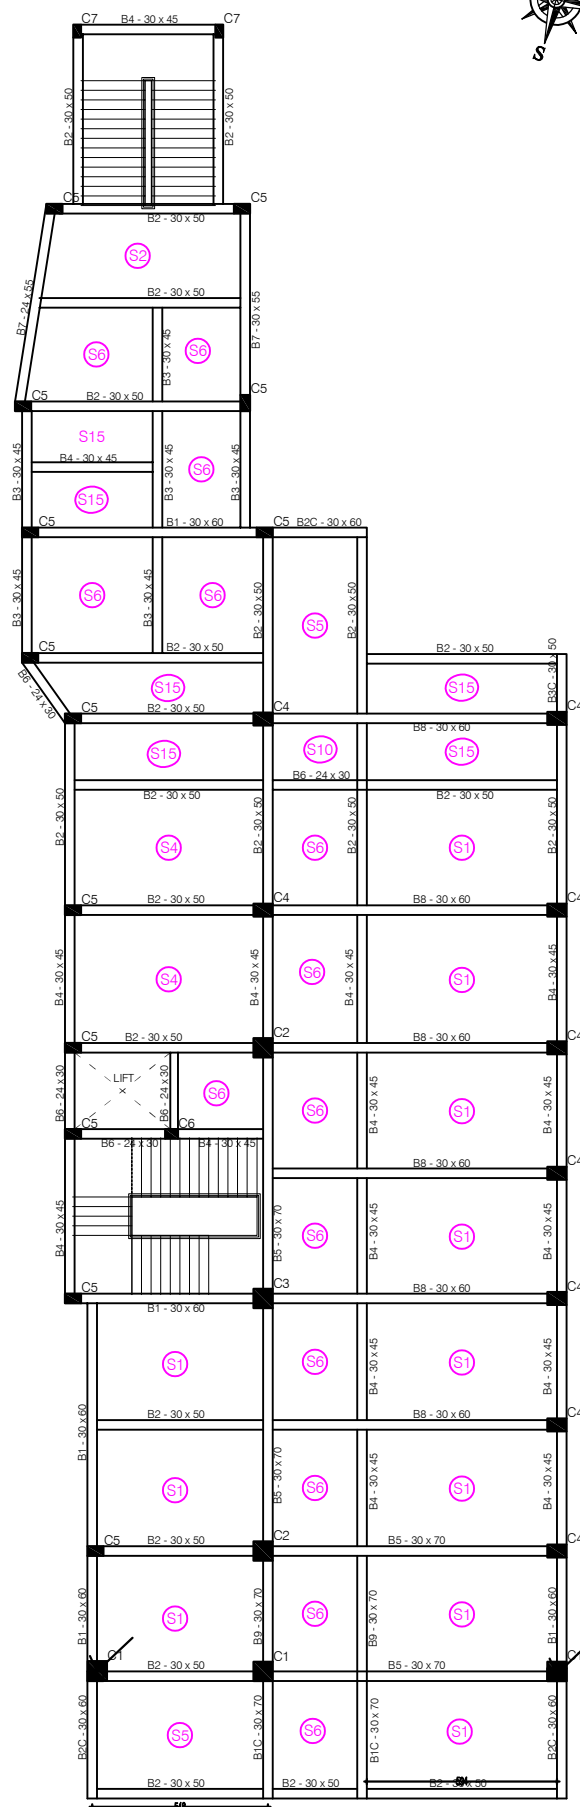 C7 B4 - 30 x 45 C7
S
B2 - 30 x 50 B2 - 30 x 50
C5 C5
B2 - 30 x 50
S2
B7 - 24 x 55 B2 - 30 x 50 B7 - 30 x 55
S6 B3 - 30 x 45 S6
C5 B2 - 30 x 50 C5
S15
B3 - 30 x 45 B4 - 30 x 45 B3 - 30 x 45 S6 B3 - 30 x 45
S15
C5 B1 - 30 x 60 C5 B2C - 30 x 60
B3 - 30 x 45 S6 B3 - 30 x 45 S6 B2 - 30 x 50 S5 B2 - 30 x 50
C5 B2 - 30 x 50 B2 - 30 x 50
B6 - 24 x 30 S15 S15 B3C - 30 x 50
C5 B2 - 30 x 50 C4 C4
B8 - 30 x 60
S15 S10 S15
B6 - 24 x 30
B2 - 30 x 50 B2 - 30 x 50
B2 - 30 x 50 S4 B2 - 30 x 50 S6 B2 - 30 x 50 S1 B2 - 30 x 50
C5 B2 - 30 x 50 C4 B8 - 30 x 60 C4
B4 - 30 x 45 S4 B4 - 30 x 45 S6 B4 - 30 x 45 S1 B4 - 30 x 45
C5 B2 - 30 x 50 C2 B8 - 30 x 60 C4
B6 - 24 x 30 LIFT B6 - 24 x 30 S6 S6 B4 - 30 x 45 S1 B4 - 30 x 45
C5 B6 - 24 x 30 C6 B4 - 30 x 45
B8 - 30 x 60 C4
B4 - 30 x 45 B5 - 30 x 70 S6 B4 - 30 x 45 S1 B4 - 30 x 45
C5 C3 B8 - 30 x 60 C4
B1 - 30 x 60
S1 S6 B4 - 30 x 45 S1 B4 - 30 x 45
B1 - 30 x 60 B2 - 30 x 50 B8 - 30 x 60 C4
S1 B5 - 30 x 70 S6 B4 - 30 x 45 S1 B4 - 30 x 45
C5 B2 - 30 x 50 C2 B5 - 30 x 70 C4
B1 - 30 x 60 S1 B9 - 30 x 70 S6 B9 - 30 x 70 S1 B1 - 30 x 60
C1 B2 - 30 x 50 C1 B5 - 30 x 70
B2C - 30 x 60 S5 B1C - 30 x 70 S6 B1C - 30 x 70 S1 B2C - 30 x 60
B2 - 30 x 50 B2 - 30 x 50 B2 - 30 x 50